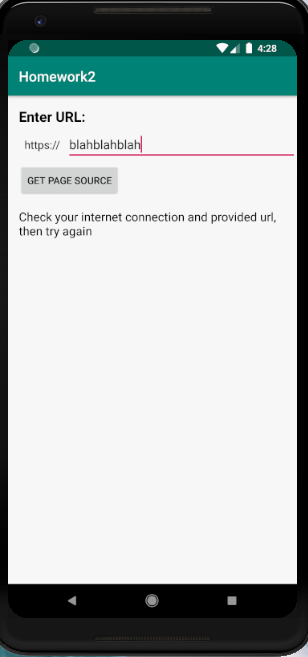 4:28
Homework2
Enter URL:
https:// blahblahblah
GET PAGE SOURCE
Check your internet connection and provided url,
then try again